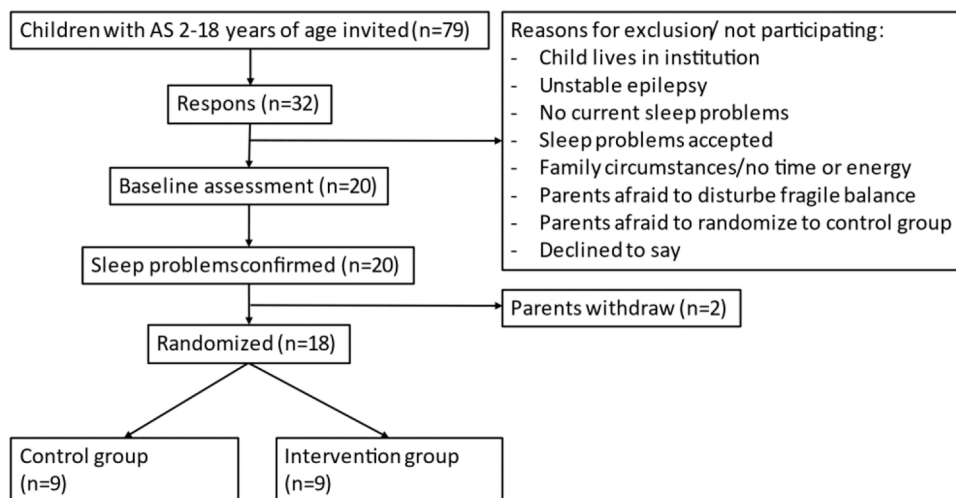 Children with AS 2-18 years of age invited (n=79)
Respons (n=32)
Reasons for exclusion/ not participating:
- Child lives in institution
- Unstable epilepsy
- No current sleep problems
- Sleep problems accepted
- Family circumstances/no time or energy
- Parents afraid to disturbe fragile balance
- Parents afraid to randomize to control group
- Declined to say
Baseline assessment (n=20)
Sleep problemsconfirmed (n=20)
Parents withdraw (n=2)
Randomized (n=18)
Control group
(n=9)
Intervention group
(n=9)